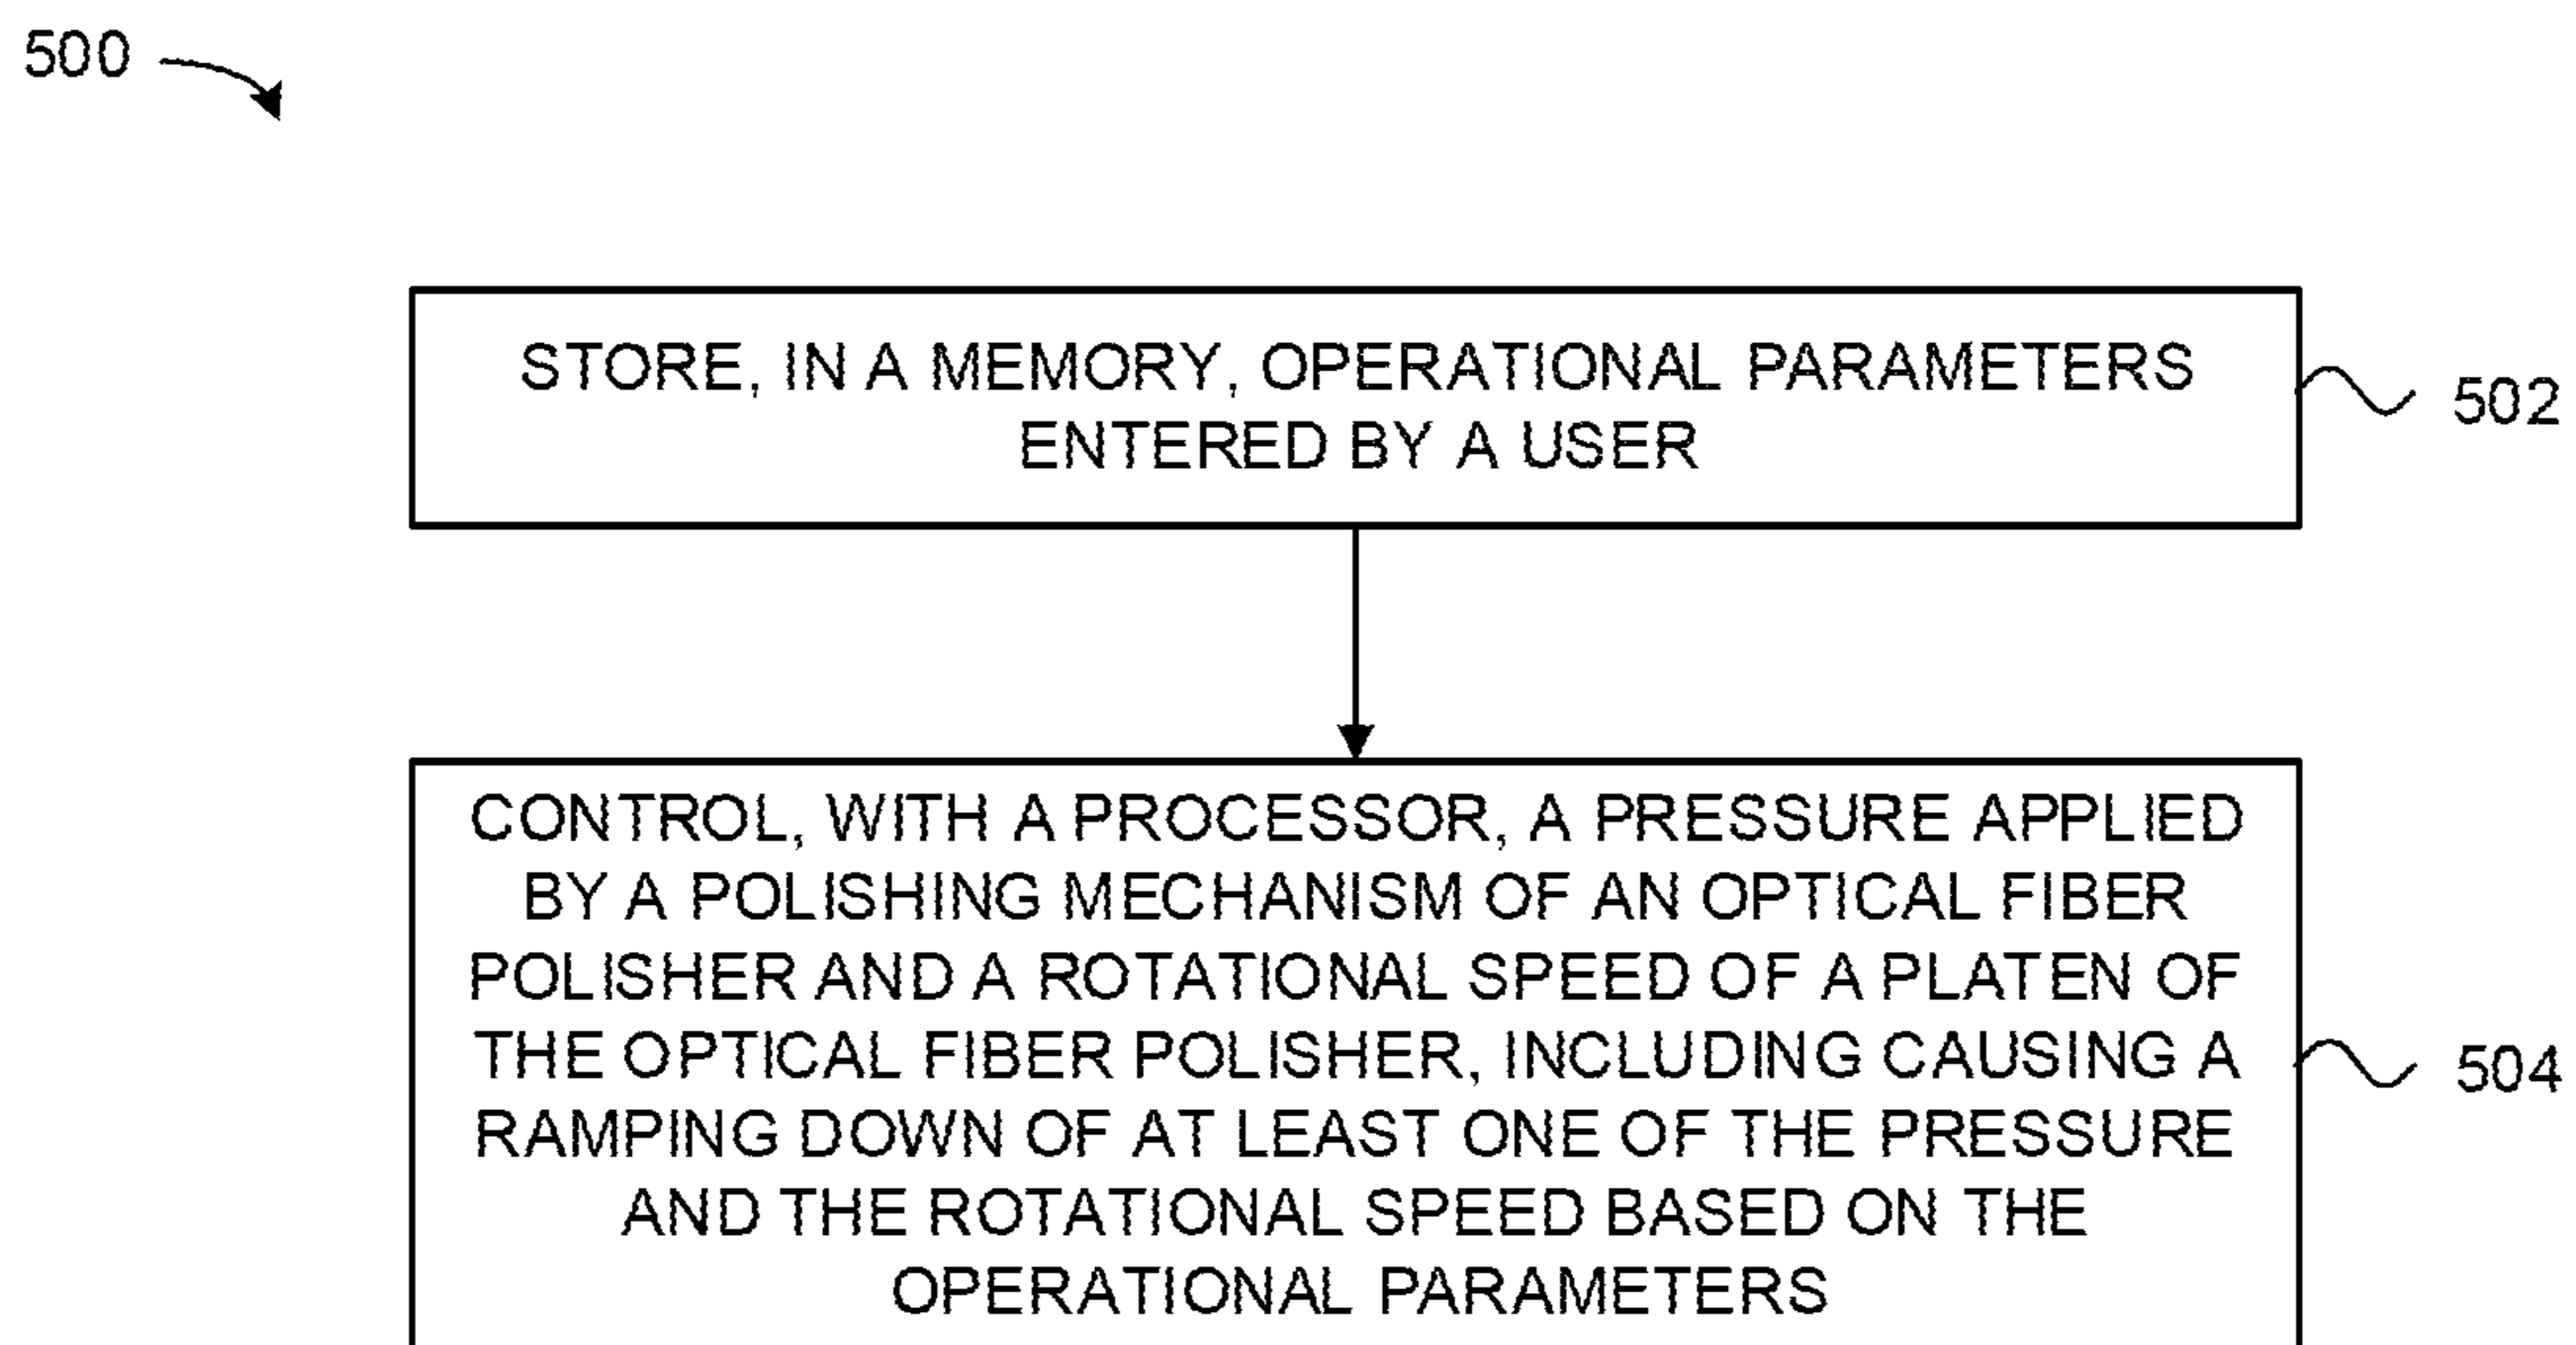 500
STORE, IN A MEMORY, OPERATIONAL PARAMETERS
ENTERED BY A USER
502
CONTROL, WITH A PROCESSOR, A PRESSURE APPLIED
BY A POLISHING MECHANISM OF AN OPTICAL FIBER
POLISHER AND A ROTATIONAL SPEED OF A PLATEN OF
THE OPTICAL FIBER POLISHER, INCLUDING CAUSING A
RAMPING DOWN OF AT LEAST ONE OF THE PRESSURE
AND THE ROTATIONAL SPEED BASED ON THE
OPERATIONAL PARAMETERS
504